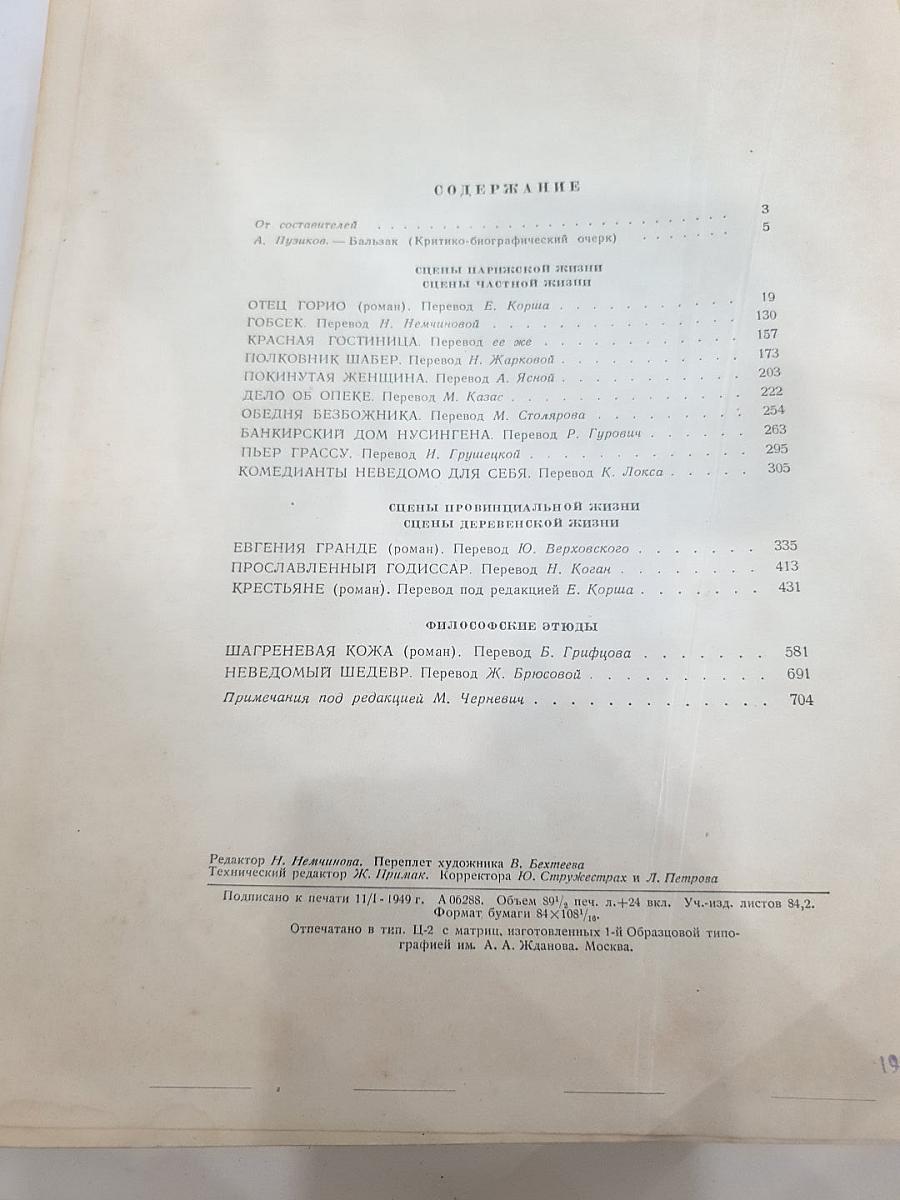 СОДЕРЖАНИЕ
От составителей . . . . . . . . . . . . . . . . . . . . . . . . 3
А. Пузиков. — Бальзак (Критико-биографический очерк) . . . . . . 5
СЦЕНЫ ПАРИЖСКОЙ ЖИЗНИ
СЦЕНЫ ЧАСТНОЙ ЖИЗНИ
ОТЕЦ ГОРИО (роман). Перевод Е. Корша . . . . . . . . . . 19
ГОБСЕК. Перевод Н. Немчиновой . . . . . . . . . . . . . . 130
КРАСНАЯ ГОСТИНИЦА. Перевод ее же . . . . . . . . . . . 157
ПОЛКОВНИК ШАБЕР. Перевод Н. Жарковой . . . . . . . . . . 173
ПОКИНУТАЯ ЖЕНЩИНА. Перевод А. Ясной . . . . . . . . . . 203
ДЕЛО ОБ ОПЕКЕ. Перевод М. Казас . . . . . . . . . . . . . 222
ОБЕДНЯ БЕЗБОЖНИКА. Перевод М. Столярова . . . . . . . . 254
БАНКИРСКИЙ ДОМ НУСИНГЕНА. Перевод Р. Гурович . . . . . . 263
ПЬЕР ГРАССУ. Перевод И. Грушецкой . . . . . . . . . . . . 295
КОМЕДИАНТЫ НЕВЕДОМО ДЛЯ СЕБЯ. Перевод К. Локса . . . . . 305
СЦЕНЫ ПРОВИНЦИАЛЬНОЙ ЖИЗНИ
СЦЕНЫ ДЕРЕВЕНСКОЙ ЖИЗНИ
ЕВГЕНИЯ ГРАНДЕ (роман). Перевод Ю. Верховского . . . . . . . 335
ПРОСЛАВЛЕННЫЙ ГОДИССАР. Перевод Н. Коган . . . . . . . . 413
КРЕСТЬЯНЕ (роман). Перевод под редакцией Е. Корша . . . . . . . 431
ФИЛОСОФСКИЕ ЭТЮДЫ
ШАГРЕНЕВАЯ КОЖА (роман). Перевод Б. Грифцова . . . . . . . 581
НЕВЕДОМЫЙ ШЕДЕВР. Перевод Ж. Брюсовой . . . . . . . . . . 691
Примечания под редакцией М. Черневич . . . . . . . . . . . . . 704
Редактор Н. Немчинова. Переплет художника В. Бехтеева
Технический редактор Ж. Примак. Корректора Ю. Стружестрах и Л. Петрова
Подписано к печати 11/I - 1949 г. А 06288. Объем 89¹/₂ печ. л.+24 вкл. Уч.-изд. листов 84,2.
Формат бумаги 84×108¹/₁₆.
Отпечатано в тип. Ц-2 с матриц, изготовленных 1-й Образцовой типо-
графией им. А. А. Жданова. Москва.
19